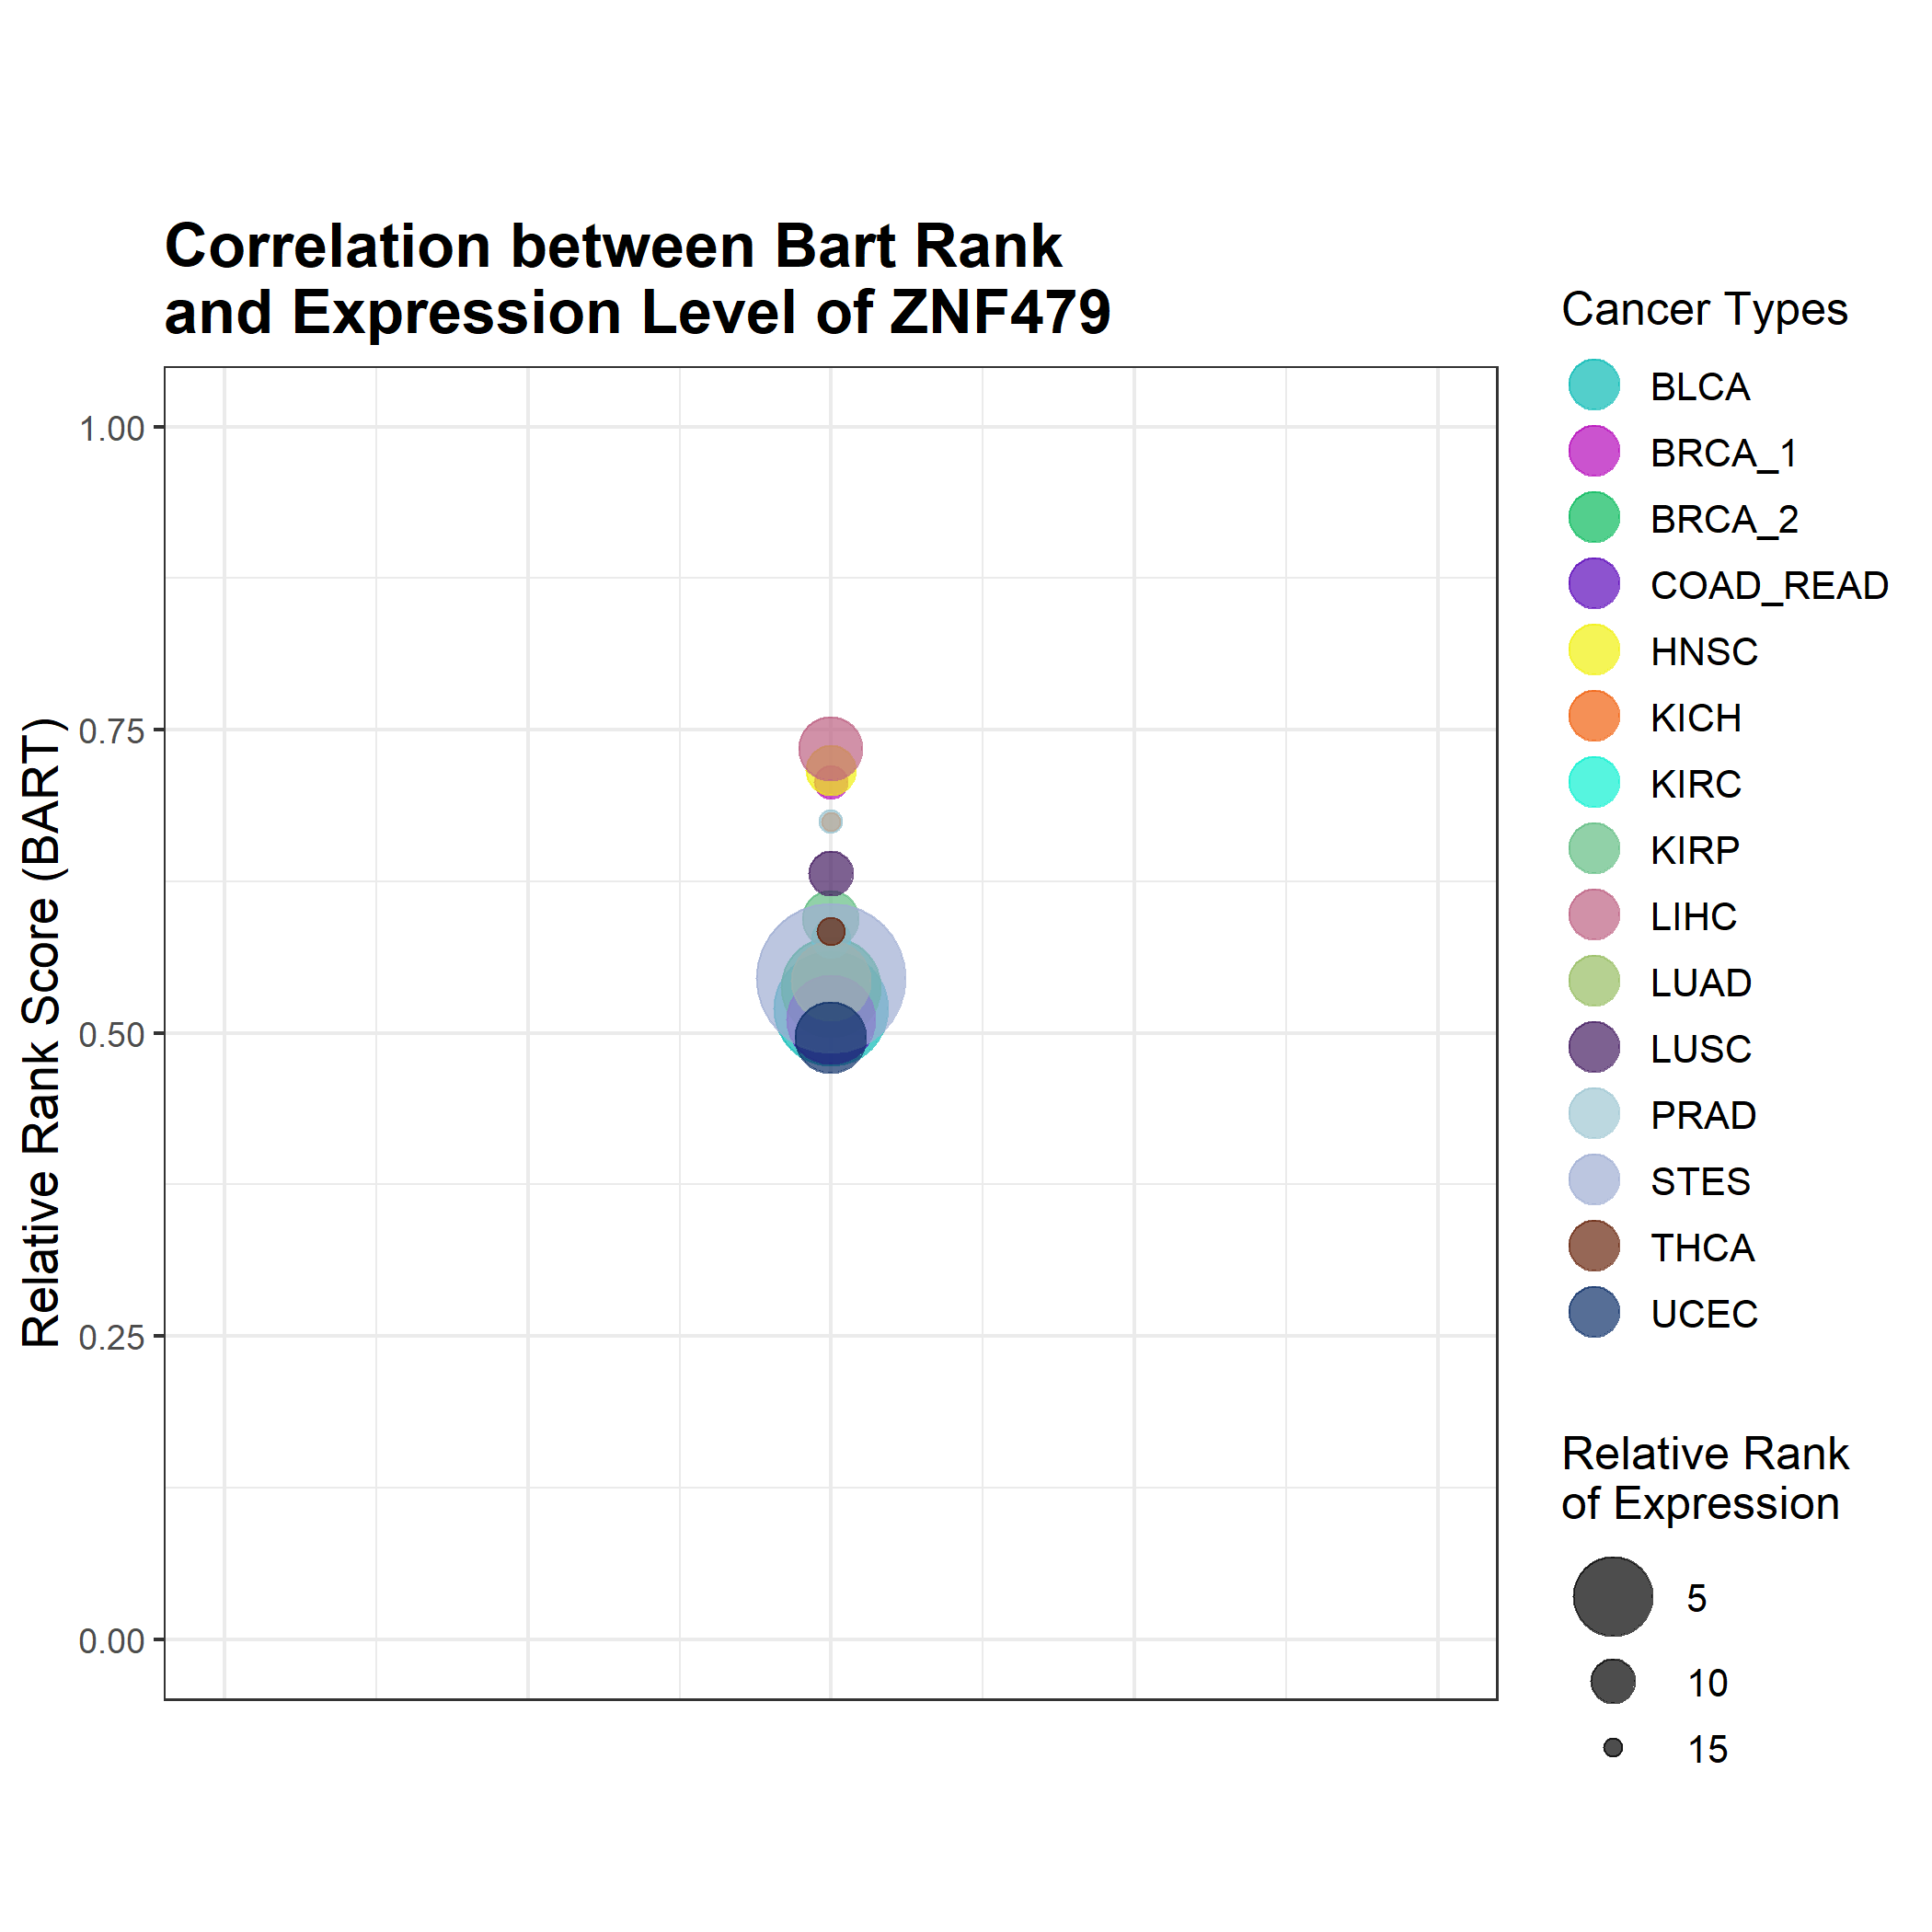 Correlation between Bart Rank
and Expression Level of ZNF479
Relative Rank Score (BART)
1.00
0.75
0.50
0.25
0.00
Cancer Types
BLCA
BRCA_1
BRCA_2
COAD_READ
HNSC
KICH
KIRC
KIRP
LIHC
LUAD
LUSC
PRAD
STES
THCA
UCEC
Relative Rank
of Expression
5
10
15